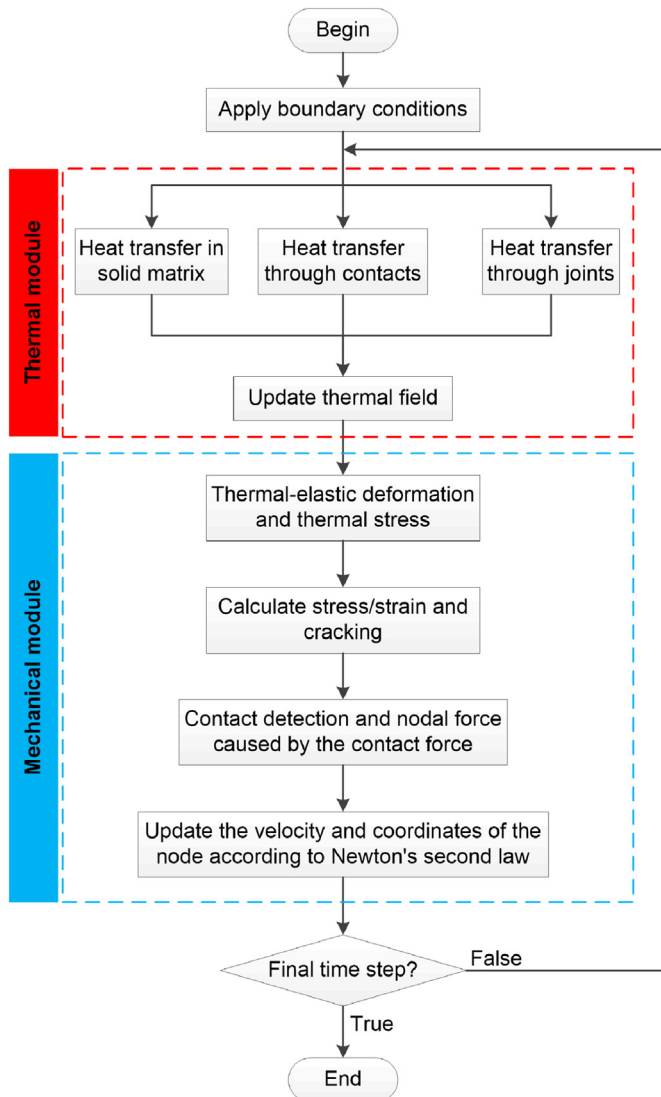 Begin
Apply boundary conditions
Thermal module
Heat transfer in
solid matrix
Heat transfer
through contacts
Heat transfer
through joints
Update thermal field
Mechanical module
Thermal-elastic deformation
and thermal stress
Calculate stress/strain and
cracking
Contact detection and nodal force
caused by the contact force
Update the velocity and coordinates of the
node according to Newton's second law
Final time step?
False
True
End